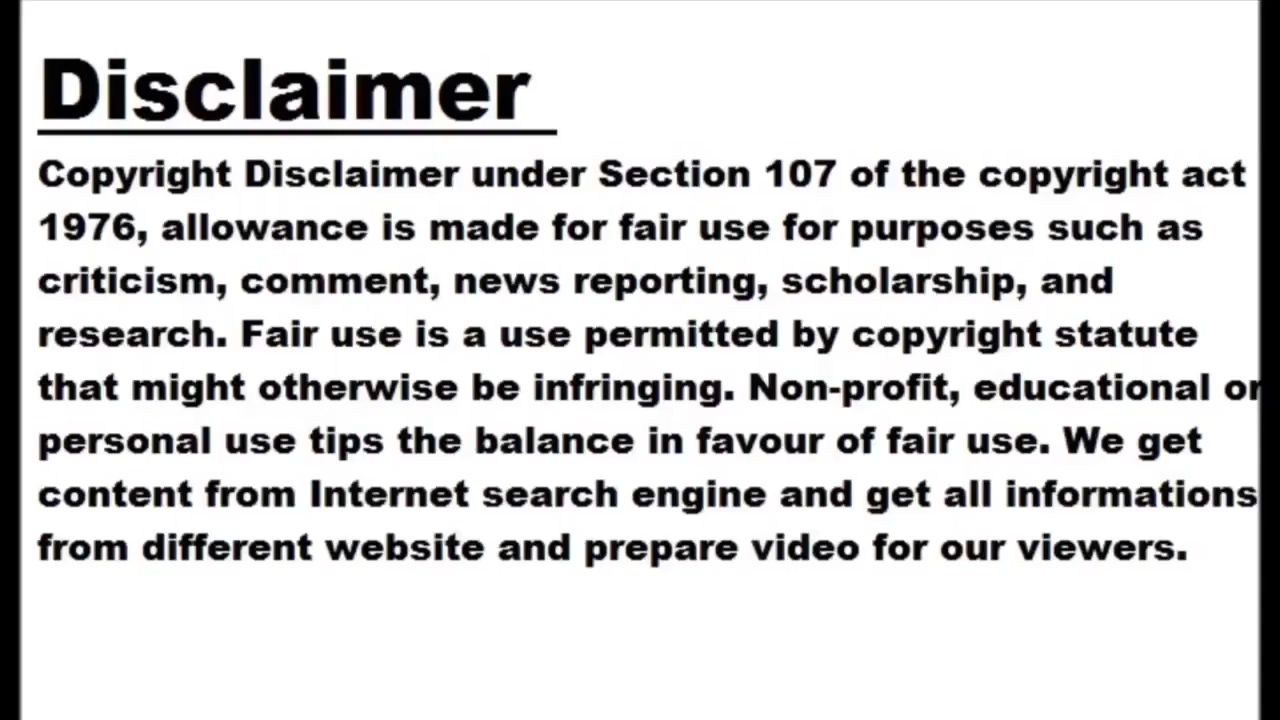 Disclaimer
Copyright Disclaimer under Section 107 of the copyright act
1976, allowance is made for fair use for purposes such as
criticism, comment, news reporting, scholarship, and
research. Fair use is a use permitted by copyright statute
that might otherwise be infringing. Non-profit, educational or
personal use tips the balance in favour of fair use. We get
content from Internet search engine and get all informations
from different website and prepare video for our viewers.